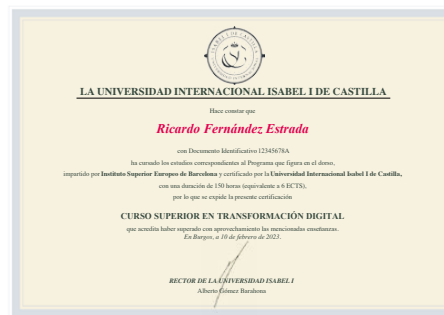 ISABEL I DE CASTILLA
LA UNIVERSIDAD INTERNACIONAL ISABEL I DE CASTILLA
Hace constar que
Ricardo Fernández Estrada
con Documento Identificativo 12345678A
ha cursado los estudios correspondientes al Programa que figura en el dorso,
impartido por Instituto Superior Europeo de Barcelona y certificado por la Universidad Internacional Isabel I de Castilla,
con una duración de 150 horas (equivalente a 6 ECTS),
por lo que se expide la presente certificación
CURSO SUPERIOR EN TRANSFORMACIÓN DIGITAL
que acredita haber superado con aprovechamiento las mencionadas enseñanzas.
En Burgos, a 10 de febrero de 2023.
RECTOR DE LA UNIVERSIDAD ISABEL I
Alberto Gómez Barahona